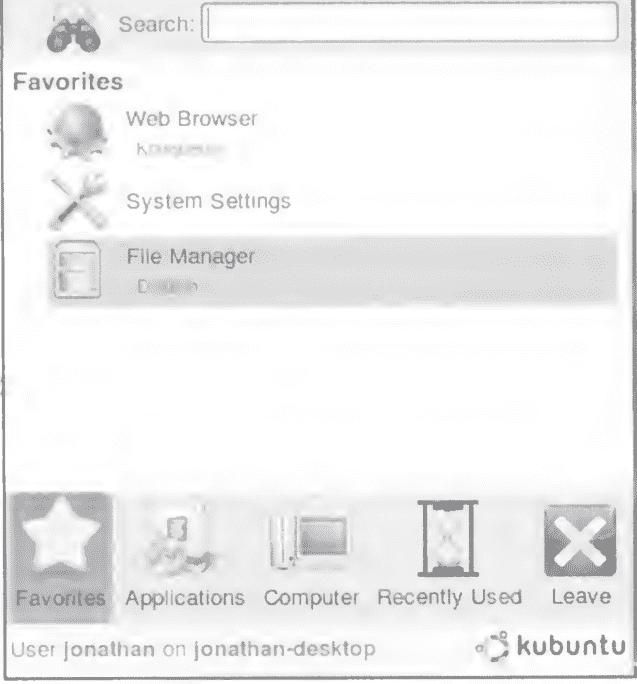 Search:
Favorites
Web Browser
System Settings
File Manager
Favorites Applications Computer Recently Used Leave
User jonathan on jonathan-desktop kubuntu